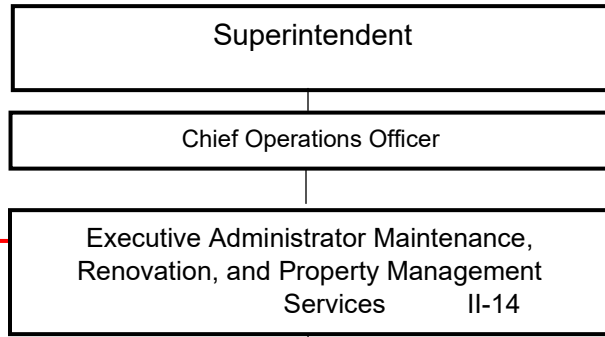 Superintendent
Chief Operations Officer
Executive Administrator Maintenance,
Renovation, and Property Management
Services II-14